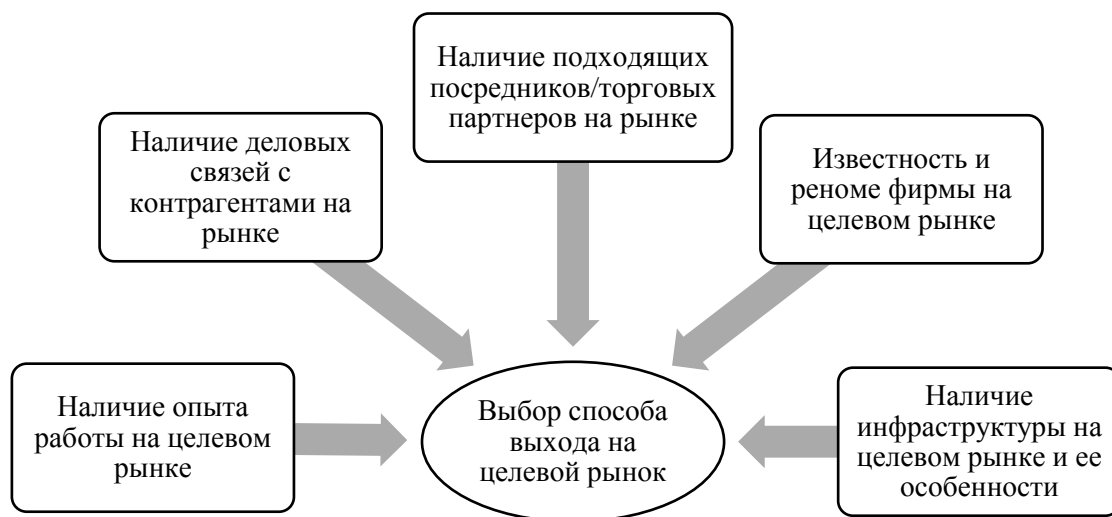 Наличие подходящих
посредников/торговых
партнеров на рынке
Наличие деловых
связей с
контрагентами на
рынке
Известность и
реноме фирмы на
целевом рынке
Наличие опыта
работы на целевом
рынке
Выбор способа
выхода на
целевой рынок
Наличие
инфраструктуры на
целевом рынке и ее
особенности